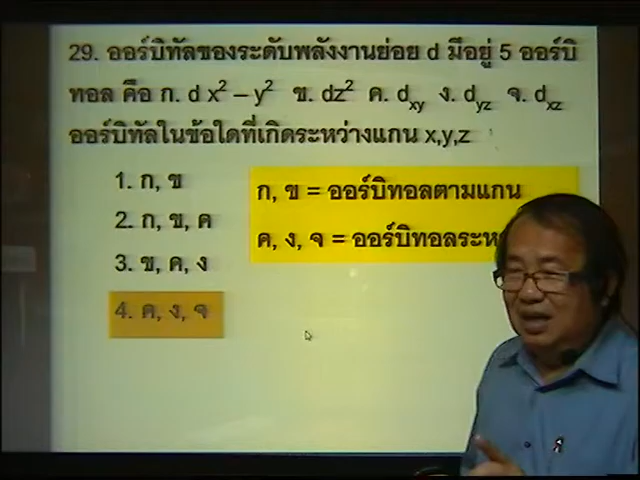 29. ออร์บิทัลของระดับพลังงานย่อย d มีอยู่ 5 ออร์บิ
ทอล คือ ก. d x² – y² ข. dz² ค. dxy ง. dyz จ. dxz
ออร์บิทัลในข้อใดที่เกิดระหว่างแกน x,y,z
1. ก, ข
2. ก, ข, ค
3. ข, ค, ง
4. ค, ง, จ
ก, ข = ออร์บิทอลตามแกน
ค, ง, จ = ออร์บิทอลระห